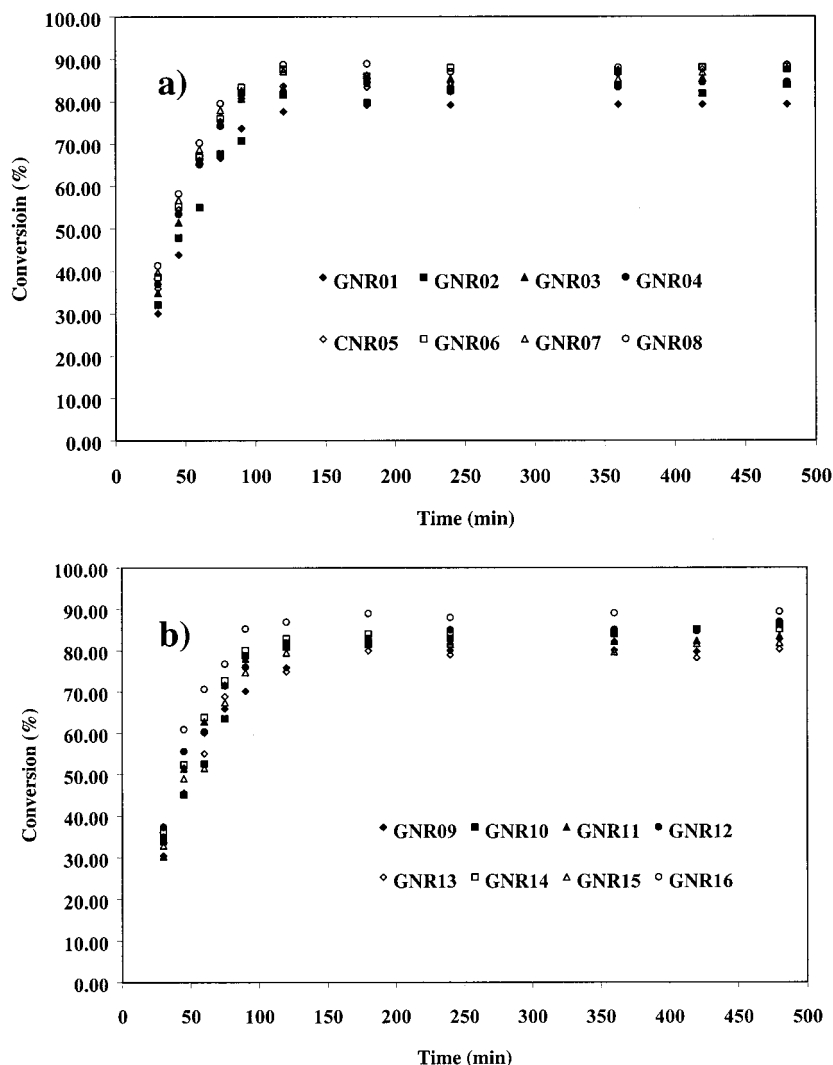 a)
100.00
90.00
80.00
70.00
60.00
50.00
40.00
30.00
20.00
10.00
0.00
Conversioin (%)
GNR01 GNR02 GNR03 GNR04
CNR05 GNR06 GNR07 GNR08
0 50 100 150 200 250 300 350 400 450 500
Time (min)
b)
100.00
90.00
80.00
70.00
60.00
50.00
40.00
30.00
20.00
10.00
0.00
Conversion (%)
GNR09 GNR10 GNR11 GNR12
GNR13 GNR14 GNR15 GNR16
0 50 100 150 200 250 300 350 400 450 500
Time (min)